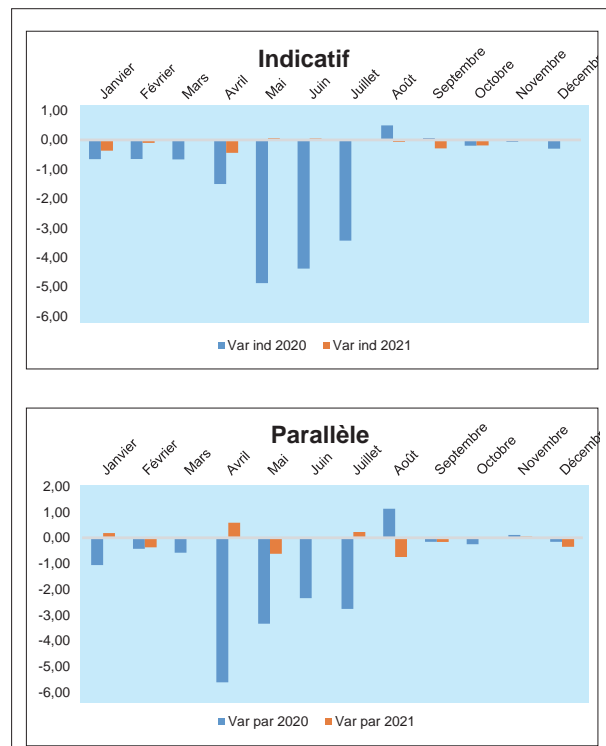 Indicatif
Janvier Février Mars Avril Mai Juin Juillet Août Septembre Octobre Novembre Décemb
1,00
0,00
-1,00
-2,00
-3,00
-4,00
-5,00
-6,00
Var ind 2020 Var ind 2021
Parallèle
Janvier Février Mars Avril Mai Juin Juillet Août Septembre Octobre Novembre Décemb
2,00
1,00
0,00
-1,00
-2,00
-3,00
-4,00
-5,00
-6,00
Var par 2020 Var par 2021